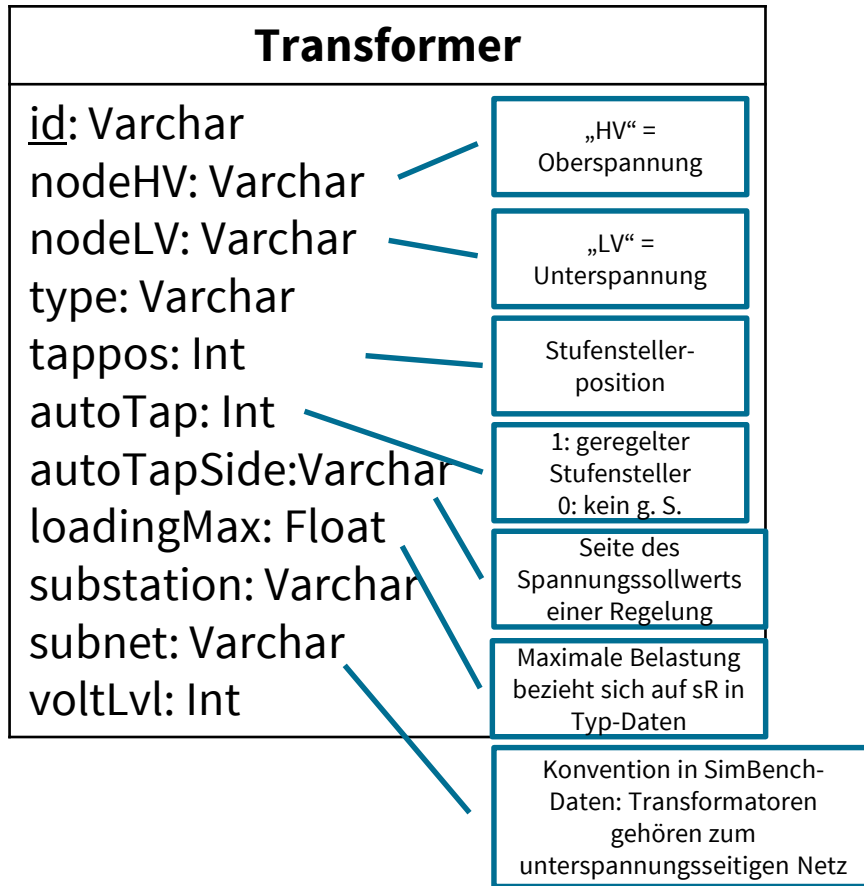 Transformer
id: Varchar
nodeHV: Varchar
nodeLV: Varchar
type: Varchar
tappos: Int
autoTap: Int
autoTapSide:Varchar
loadingMax: Float
substation: Varchar
subnet: Varchar
voltLvl: Int
„HV“ =
Oberspannung
„LV“ =
Unterspannung
Stufensteller-
position
1: geregelter
Stufensteller
0: kein g. S.
Seite des
Spannungssollwerts
einer Regelung
Maximale Belastung
bezieht sich auf sR in
Typ-Daten
Konvention in SimBench-
Daten: Transformatoren
gehören zum
unterspannungsseitigen Netz